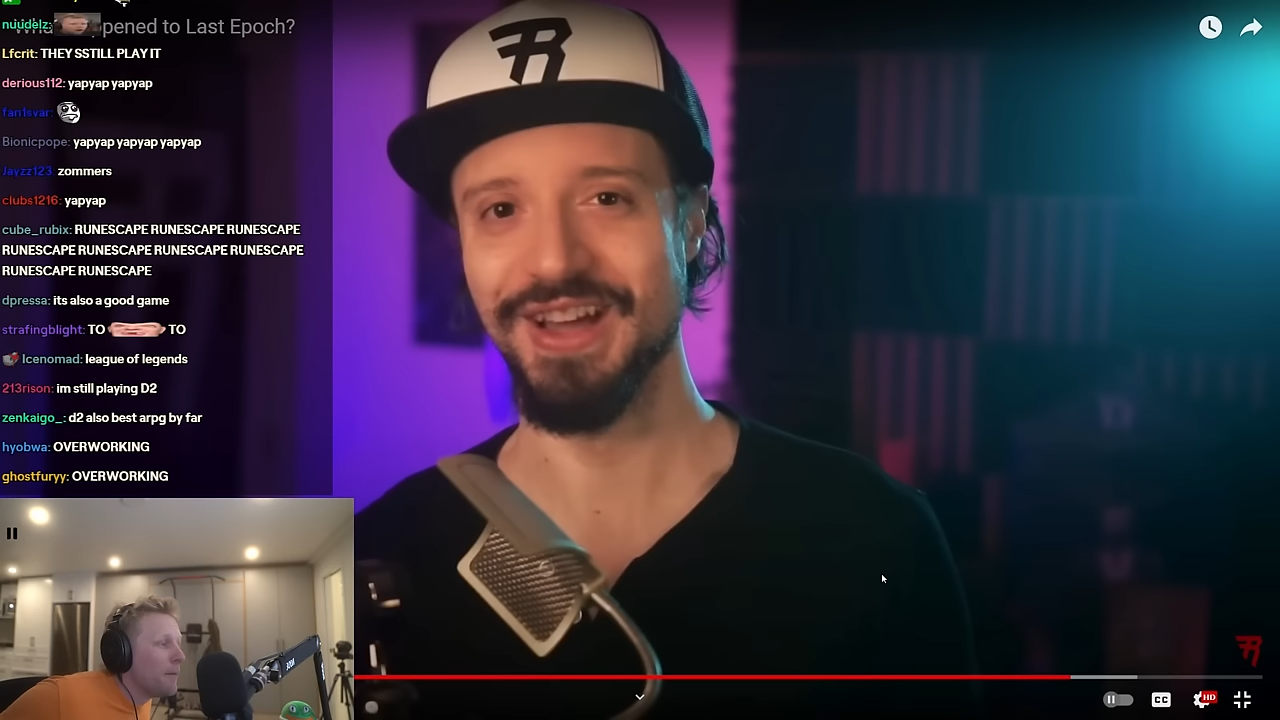 nuudelz:
pened to Last Epoch?
Lfcrit: THEY SSTILL PLAY IT
derious112: yapyap yapyap
fan1svar:
Bionicpope: yapyap yapyap yapyap
Jayzz123: zommers
clubs1216: yapyap
cube_rubix: RUNESCAPE RUNESCAPE RUNESCAPE
RUNESCAPE RUNESCAPE RUNESCAPE RUNESCAPE
RUNESCAPE RUNESCAPE
dpressa: its also a good game
strafingblight: TO TO
Icenomad: league of legends
213rison: im still playing D2
zenkaigo_: d2 also best arpg by far
hyobwa: OVERWORKING
ghostfuryy: OVERWORKING
CC
HD